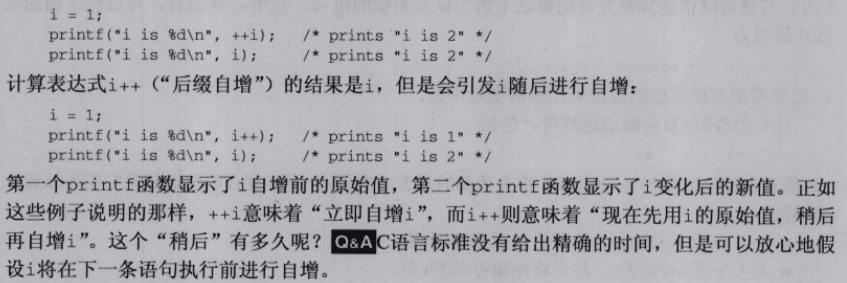 i = 1;
printf("i is %d\n", ++i);    /* prints "i is 2" */
printf("i is %d\n", i);      /* prints "i is 2" */
计算表达式i++（“后缀自增”）的结果是i，但是会引发i随后进行自增：
i = 1;
printf("i is %d\n", i++);    /* prints "i is 1" */
printf("i is %d\n", i);      /* prints "i is 2" */
第一个printf函数显示了i自增前的原始值，第二个printf函数显示了i变化后的新值。正如
这些例子说明的那样，++i意味着“立即自增i”，而i++则意味着“现在先用i的原始值，稍后
再自增i”。这个“稍后”有多久呢？Q&AC语言标准没有给出精确的时间，但是可以放心地假
设i将在下一条语句执行前进行自增。